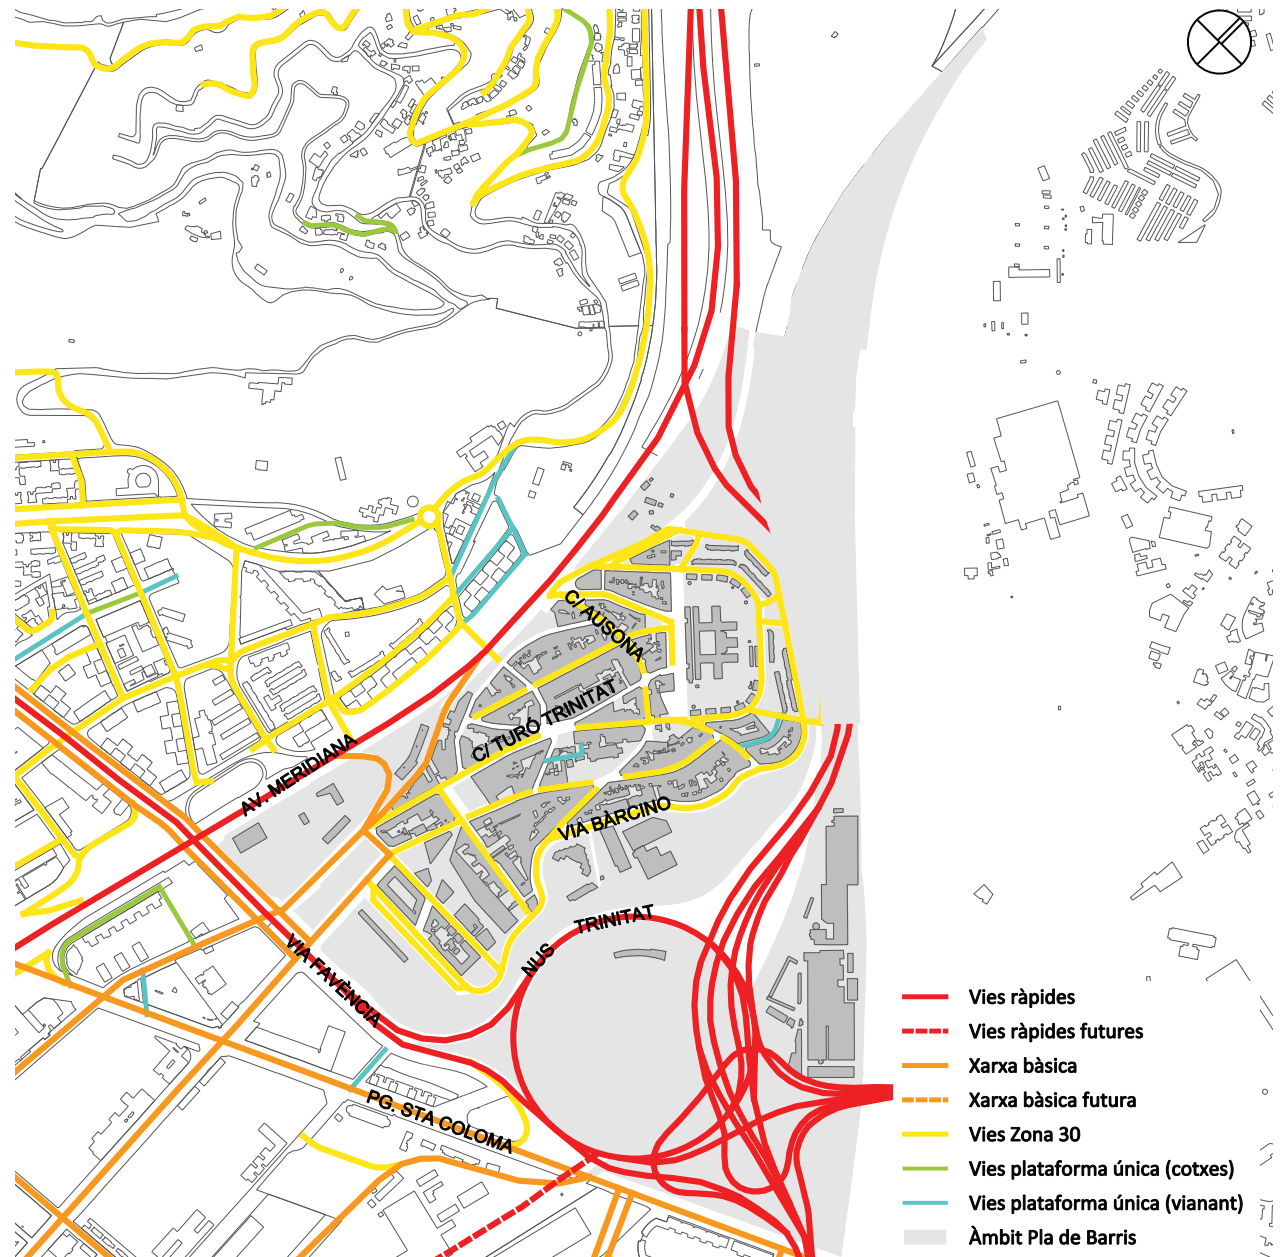 C/ AUSONA
C/ TURÓ TRINITAT
AV. MERIDIANA
VIA BÀRCINO
NUS TRINITAT
VIA FAVÈNCIA
PG. STA COLOMA
Vies ràpides
Vies ràpides futures
Xarxa bàsica
Xarxa bàsica futura
Vies Zona 30
Vies plataforma única (cotxes)
Vies plataforma única (vianant)
Àmbit Pla de Barris